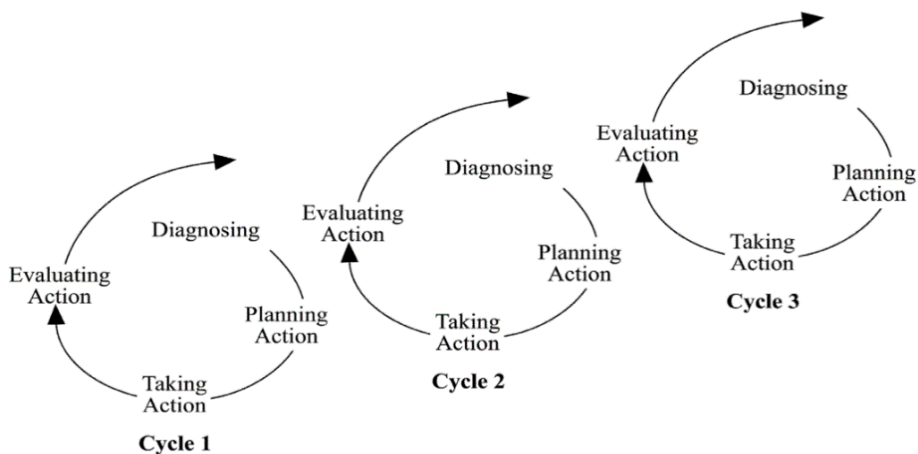 Diagnosing
Planning
Action
Taking
Action
Evaluating
Action
Cycle 1
Diagnosing
Planning
Action
Taking
Action
Evaluating
Action
Cycle 2
Diagnosing
Planning
Action
Taking
Action
Evaluating
Action
Cycle 3